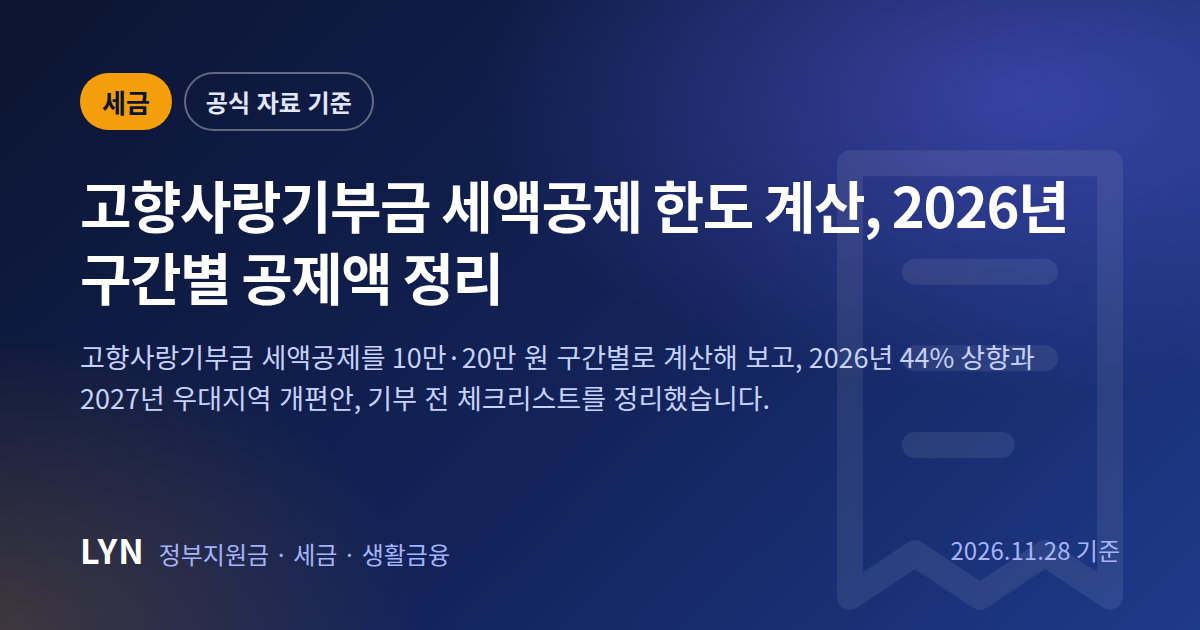 세금
공식 자료 기준
고향사랑기부금 세액공제 한도 계산, 2026년
구간별 공제액 정리
고향사랑기부금 세액공제를 10만·20만 원 구간별로 계산해 보고, 2026년 44% 상향과
2027년 우대지역 개편안, 기부 전 체크리스트를 정리했습니다.
LYN 정부지원금 · 세금 · 생활금융
2026.11.28 기준